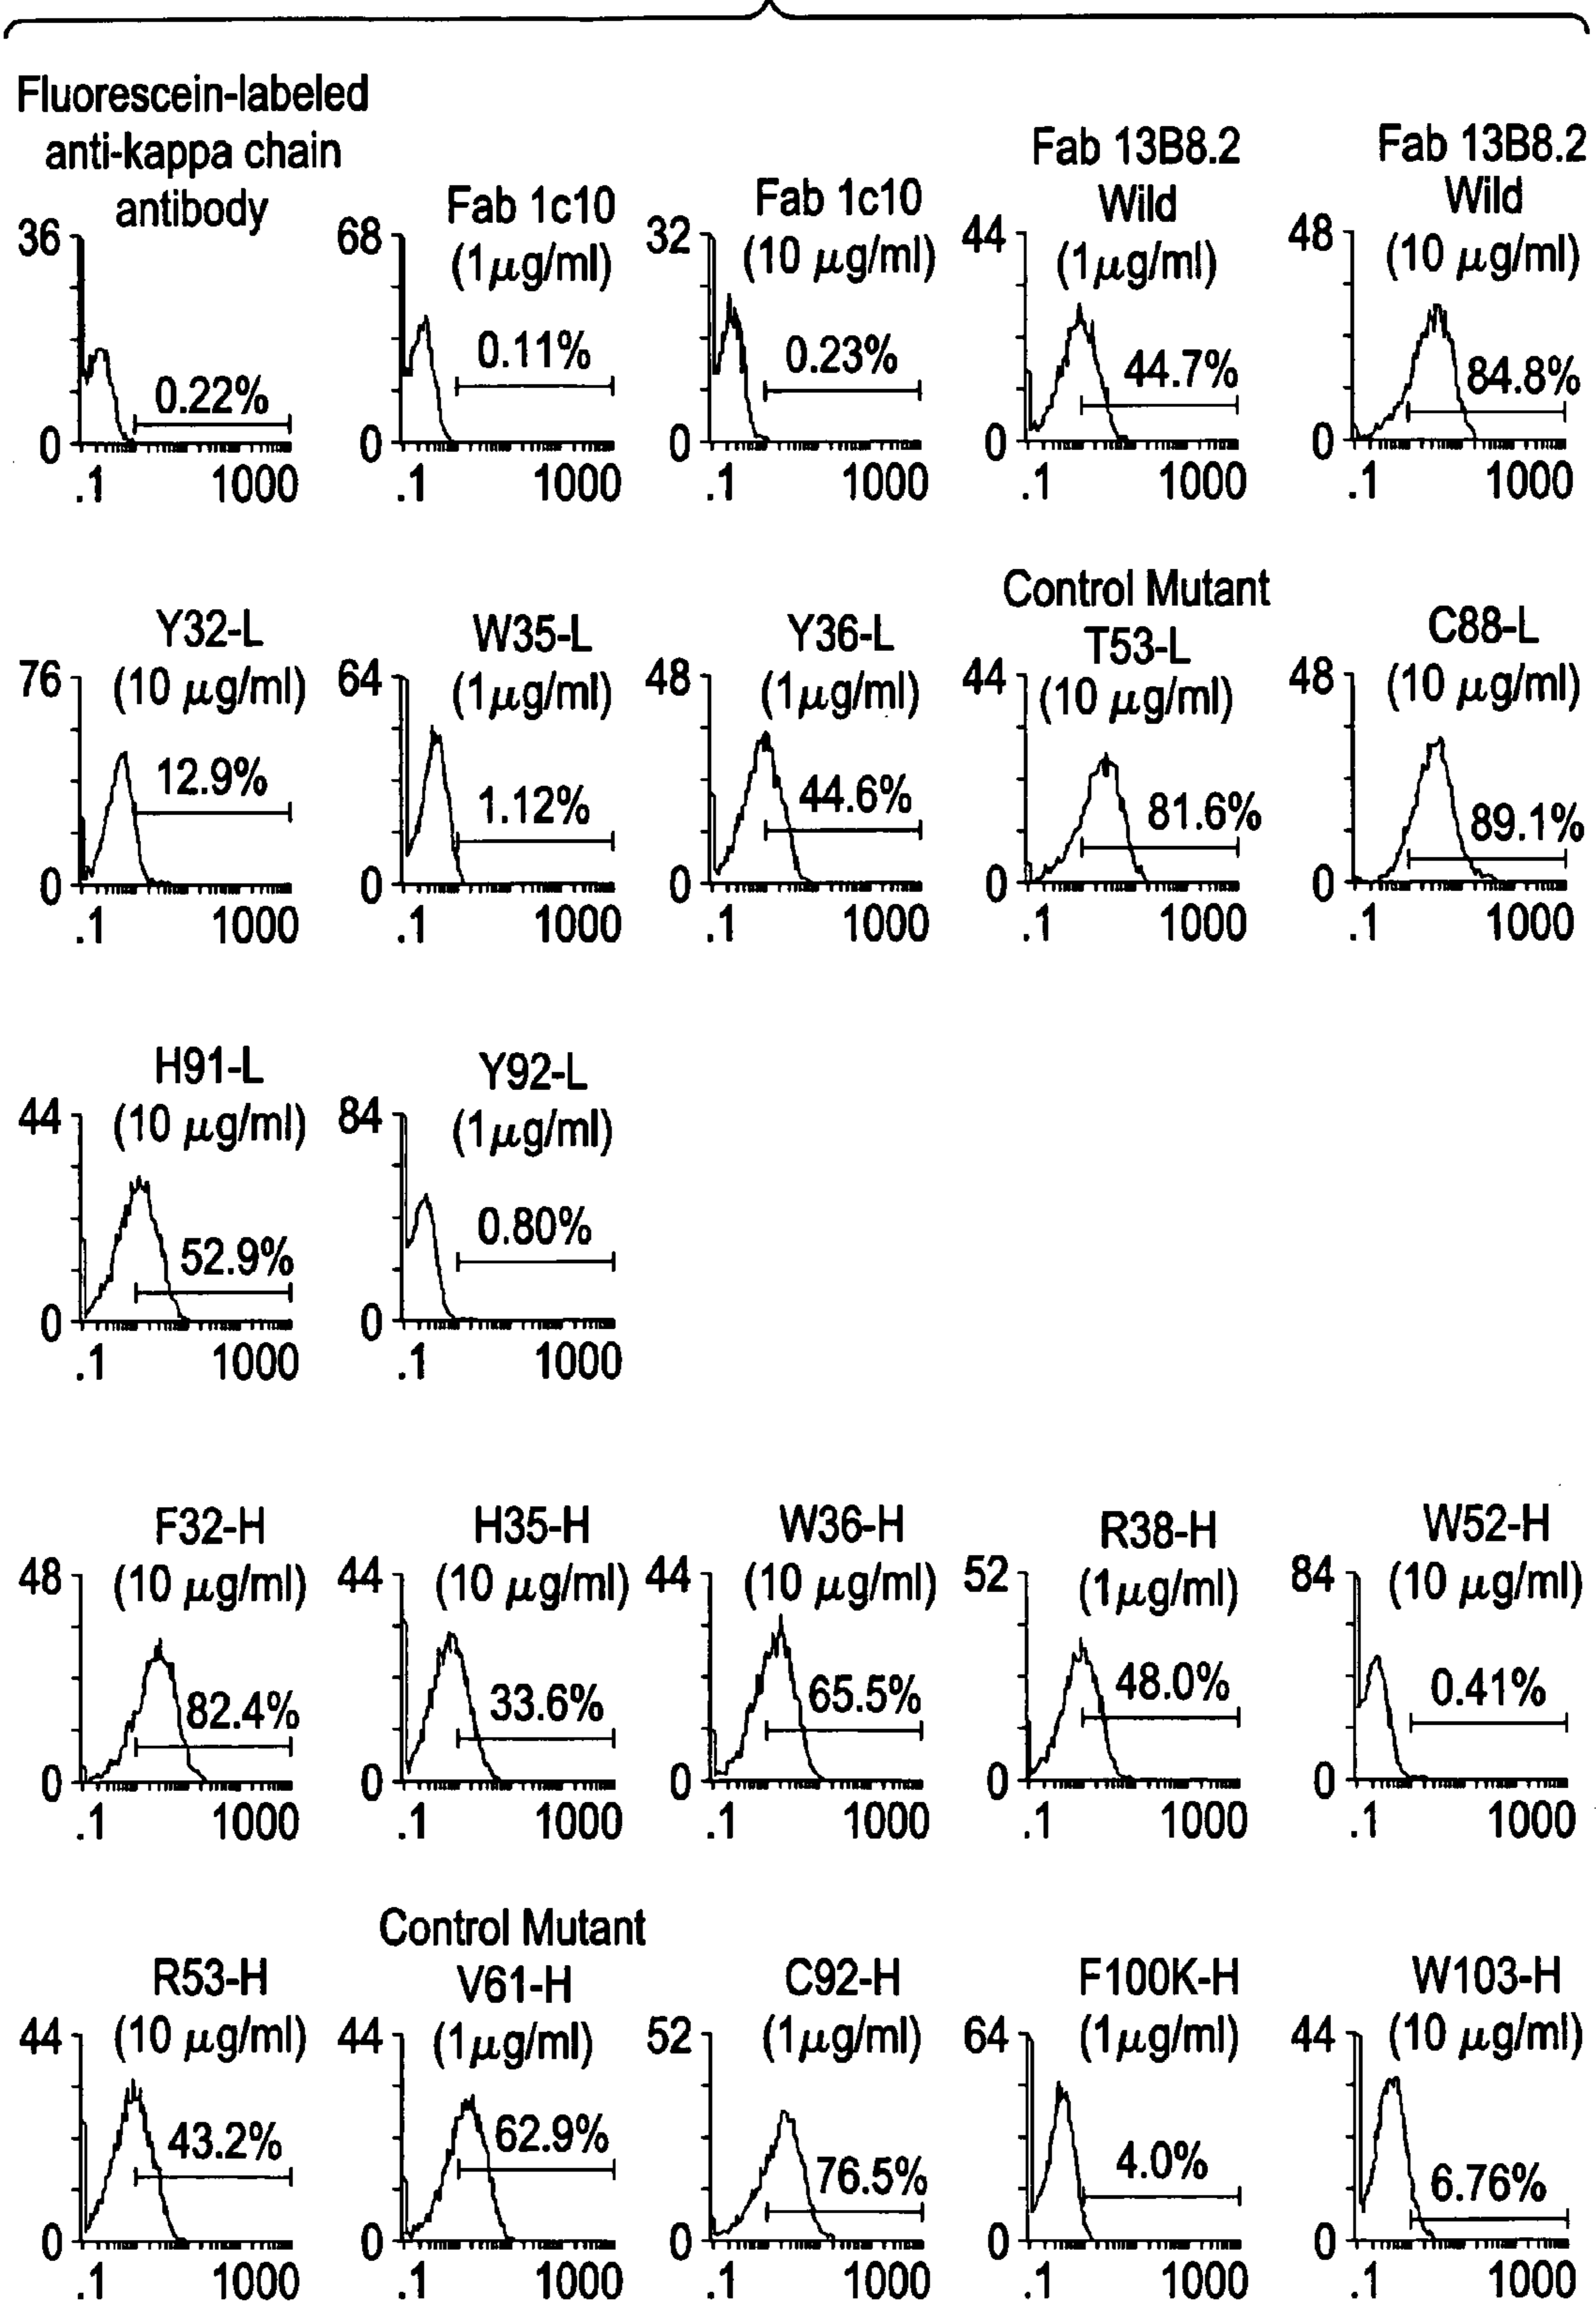 Fluorescein-labeled
anti-kappa chain
antibody
36
0.22%
0
.1 1000
Fab 1c10
68 (1μg/ml)
0.11%
0
.1 1000
Fab 1c10
32 (10 μg/ml)
0.23%
0
.1 1000
Fab 13B8.2
Wild
44 (1μg/ml)
44.7%
0
.1 1000
Fab 13B8.2
Wild
48 (10 μg/ml)
84.8%
0
.1 1000
Y32-L
76 (10 μg/ml)
12.9%
0
.1 1000
W35-L
64 (1μg/ml)
1.12%
0
.1 1000
Y36-L
48 (1μg/ml)
44.6%
0
.1 1000
Control Mutant
T53-L
44 (10 μg/ml)
81.6%
0
.1 1000
C88-L
48 (10 μg/ml)
89.1%
0
.1 1000
H91-L
44 (10 μg/ml)
52.9%
0
.1 1000
Y92-L
84 (1μg/ml)
0.80%
0
.1 1000
F32-H
48 (10 μg/ml)
82.4%
0
.1 1000
H35-H
44 (10 μg/ml)
33.6%
0
.1 1000
W36-H
44 (10 μg/ml)
65.5%
0
.1 1000
R38-H
52 (1μg/ml)
48.0%
0
.1 1000
W52-H
84 (10 μg/ml)
0.41%
0
.1 1000
R53-H
44 (10 μg/ml)
43.2%
0
.1 1000
Control Mutant
V61-H
44 (1μg/ml)
62.9%
0
.1 1000
C92-H
52 (1μg/ml)
76.5%
0
.1 1000
F100K-H
64 (1μg/ml)
4.0%
0
.1 1000
W103-H
44 (10 μg/ml)
6.76%
0
.1 1000